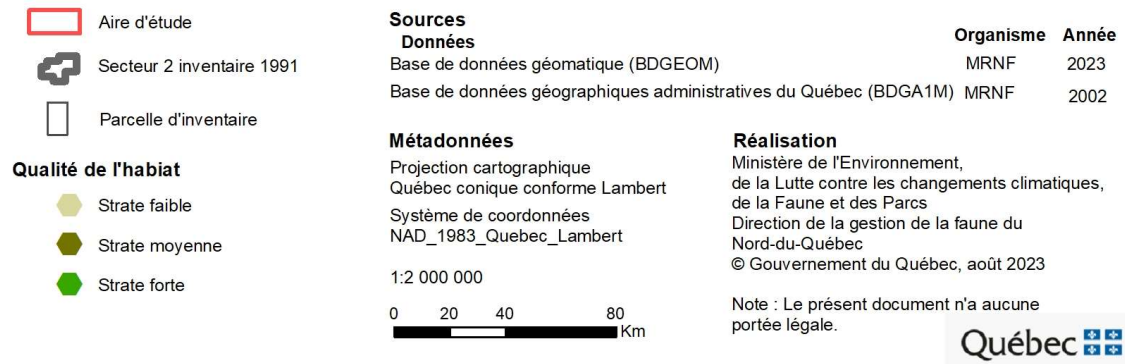 Aire d'étude
Secteur 2 inventaire 1991
Parcelle d'inventaire
Qualité de l'habiat
Strate faible
Strate moyenne
Strate forte
Sources
Données Organisme Année
Base de données géomatique (BDGEOM) MRNF 2023
Base de données géographiques administratives du Québec (BDGA1M) MRNF 2002
Métadonnées
Projection cartographique
Québec conique conforme Lambert
Système de coordonnées
NAD_1983_Quebec_Lambert
1:2 000 000
0 20 40 80
Km
Réalisation
Ministère de l'Environnement,
de la Lutte contre les changements climatiques,
de la Faune et des Parcs
Direction de la gestion de la faune du
Nord-du-Québec
© Gouvernement du Québec, août 2023
Note : Le présent document n'a aucune
portée légale.
Québec